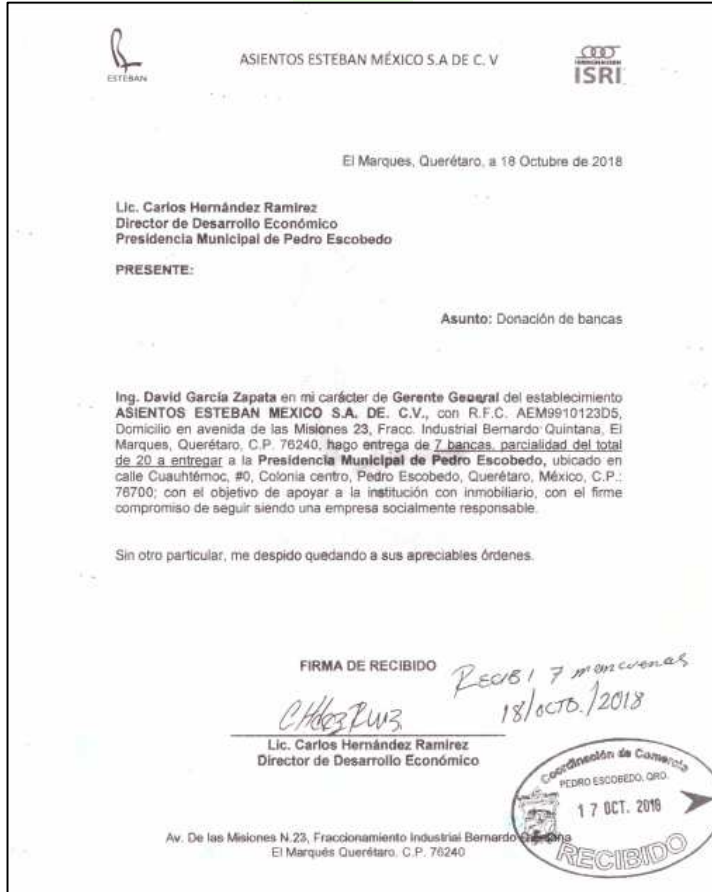 ESTEBAN
ASIENTOS ESTEBAN MÉXICO S.A DE C. V
ISRI
El Marques, Querétaro, a 18 Octubre de 2018
Lic. Carlos Hernández Ramirez
Director de Desarrollo Económico
Presidencia Municipal de Pedro Escobedo
PRESENTE:
Asunto: Donación de bancas
Ing. David García Zapata en mi carácter de Gerente General del establecimiento
ASIENTOS ESTEBAN MEXICO S.A. DE. C.V., con R.F.C. AEM9910123D5,
Domicilio en avenida de las Misiones 23, Fracc. Industrial Bernardo Quintana, El
Marques, Querétaro, C.P. 76240, hago entrega de 7 bancas, parcialidad del total
de 20 a entregar a la Presidencia Municipal de Pedro Escobedo, ubicado en
calle Cuauhtémoc, #0, Colonia centro, Pedro Escobedo, Querétaro, México, C.P.:
76700; con el objetivo de apoyar a la institución con inmobiliario, con el firme
compromiso de seguir siendo una empresa socialmente responsable.
Sin otro particular, me despido quedando a sus apreciables órdenes.
FIRMA DE RECIBIDO
RECIBI 7 mancuenas
18/OCTO./2018
Lic. Carlos Hernández Ramirez
Director de Desarrollo Económico
Coordinación de Comercio
PEDRO ESCOBEDO, QRO.
17 OCT. 2018
RECIBIDO
Av. De las Misiones N.23, Fraccionamiento Industrial Bernardo
El Marqués Querétaro. C.P. 76240